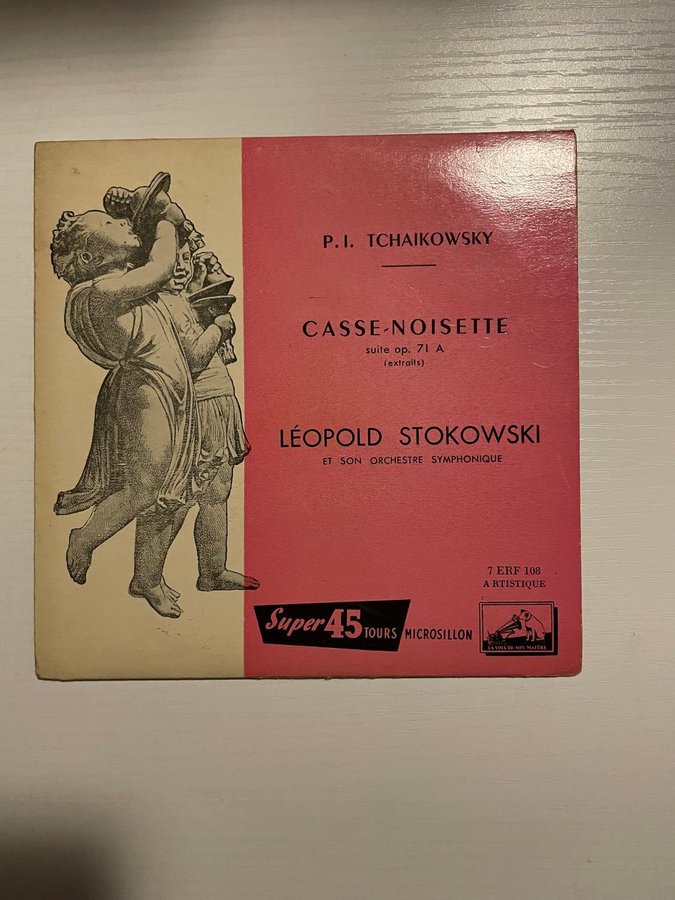 P.I. TCHAIKOWSKY
CASSE-NOISETTE
suite op. 71 A
(extraits)
LÉOPOLD STOKOWSKI
ET SON ORCHESTRE SYMPHONIQUE
7 ERF 108
ARTISTIQUE
Super 45 TOURS MICROSILLON
LA VOIX DE SON MAITRE